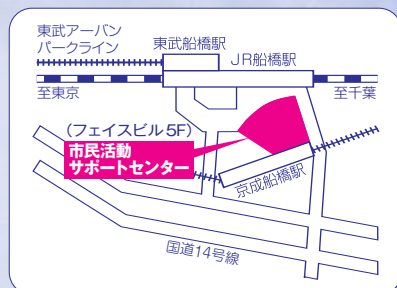 東武アーバン
パークライン
東武船橋駅
JR船橋駅
至東京
至千葉
(フェイスビル5F)
市民活動
サポートセンター
京成船橋駅
国道14号線